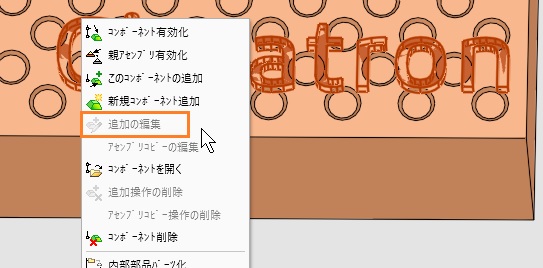 Cimatron
コンポーネント有効化
親アセンブリ有効化
このコンポーネントの追加
新規コンポーネント追加
追加の編集
アセンブリコピーの編集
コンポーネントを開く
追加操作の削除
アセンブリコピー操作の削除
コンポーネント削除
内部部品パーツ化